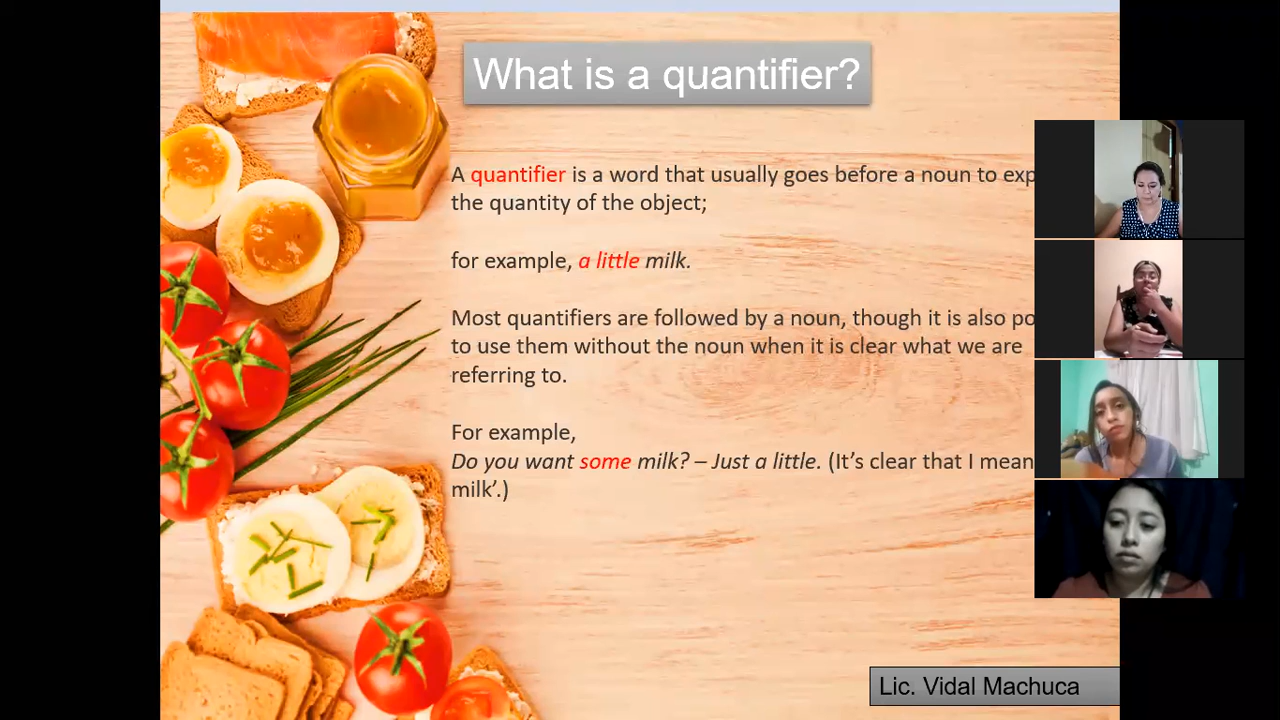 What is a quantifier?
A quantifier is a word that usually goes before a noun to
the quantity of the object;
for example, a little milk.
Most quantifiers are followed by a noun, though it is also
to use them without the noun when it is clear what we are
referring to.
For example,
Do you want some milk? – Just a little. (It’s clear that I mean
milk’.)
Lic. Vidal Machuca